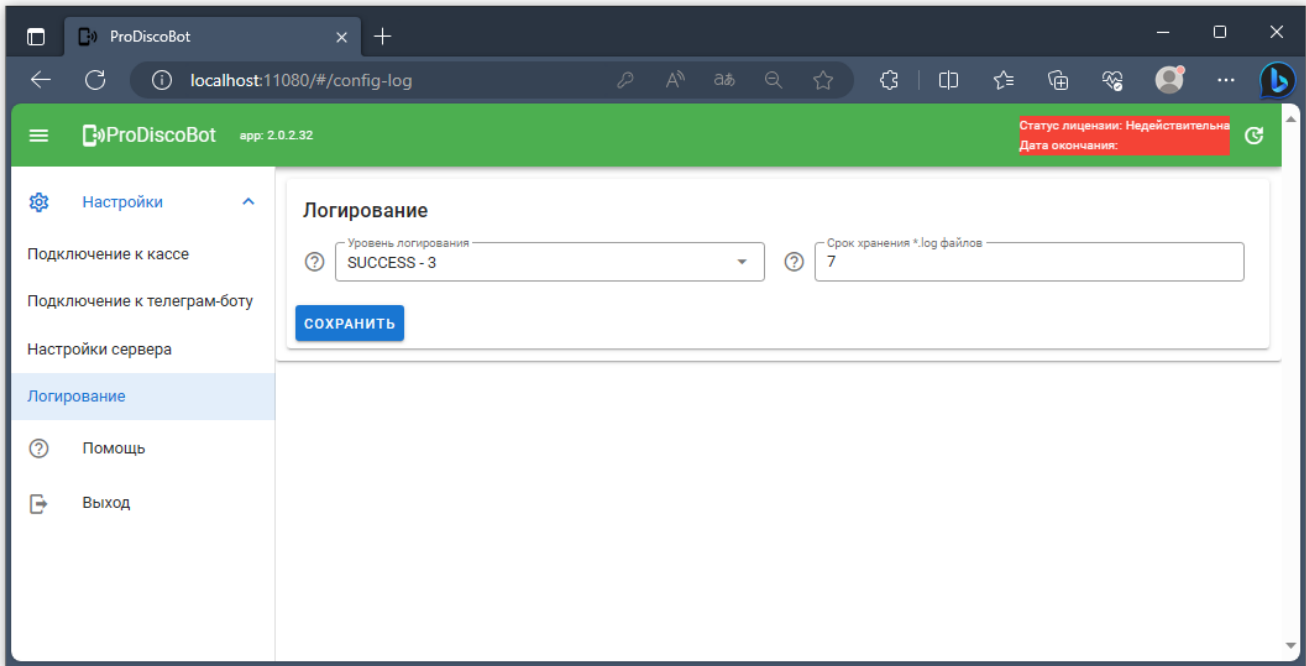 ProDiscoBot
localhost:11080/#/config-log
ProDiscoBot app: 2.0.2.32
Статус лицензии: Недействительна
Дата окончания:
Настройки
Подключение к кассе
Подключение к телеграм-боту
Настройки сервера
Логирование
Помощь
Выход
Логирование
Уровень логирования
SUCCESS - 3
Срок хранения *.log файлов
7
СОХРАНИТЬ